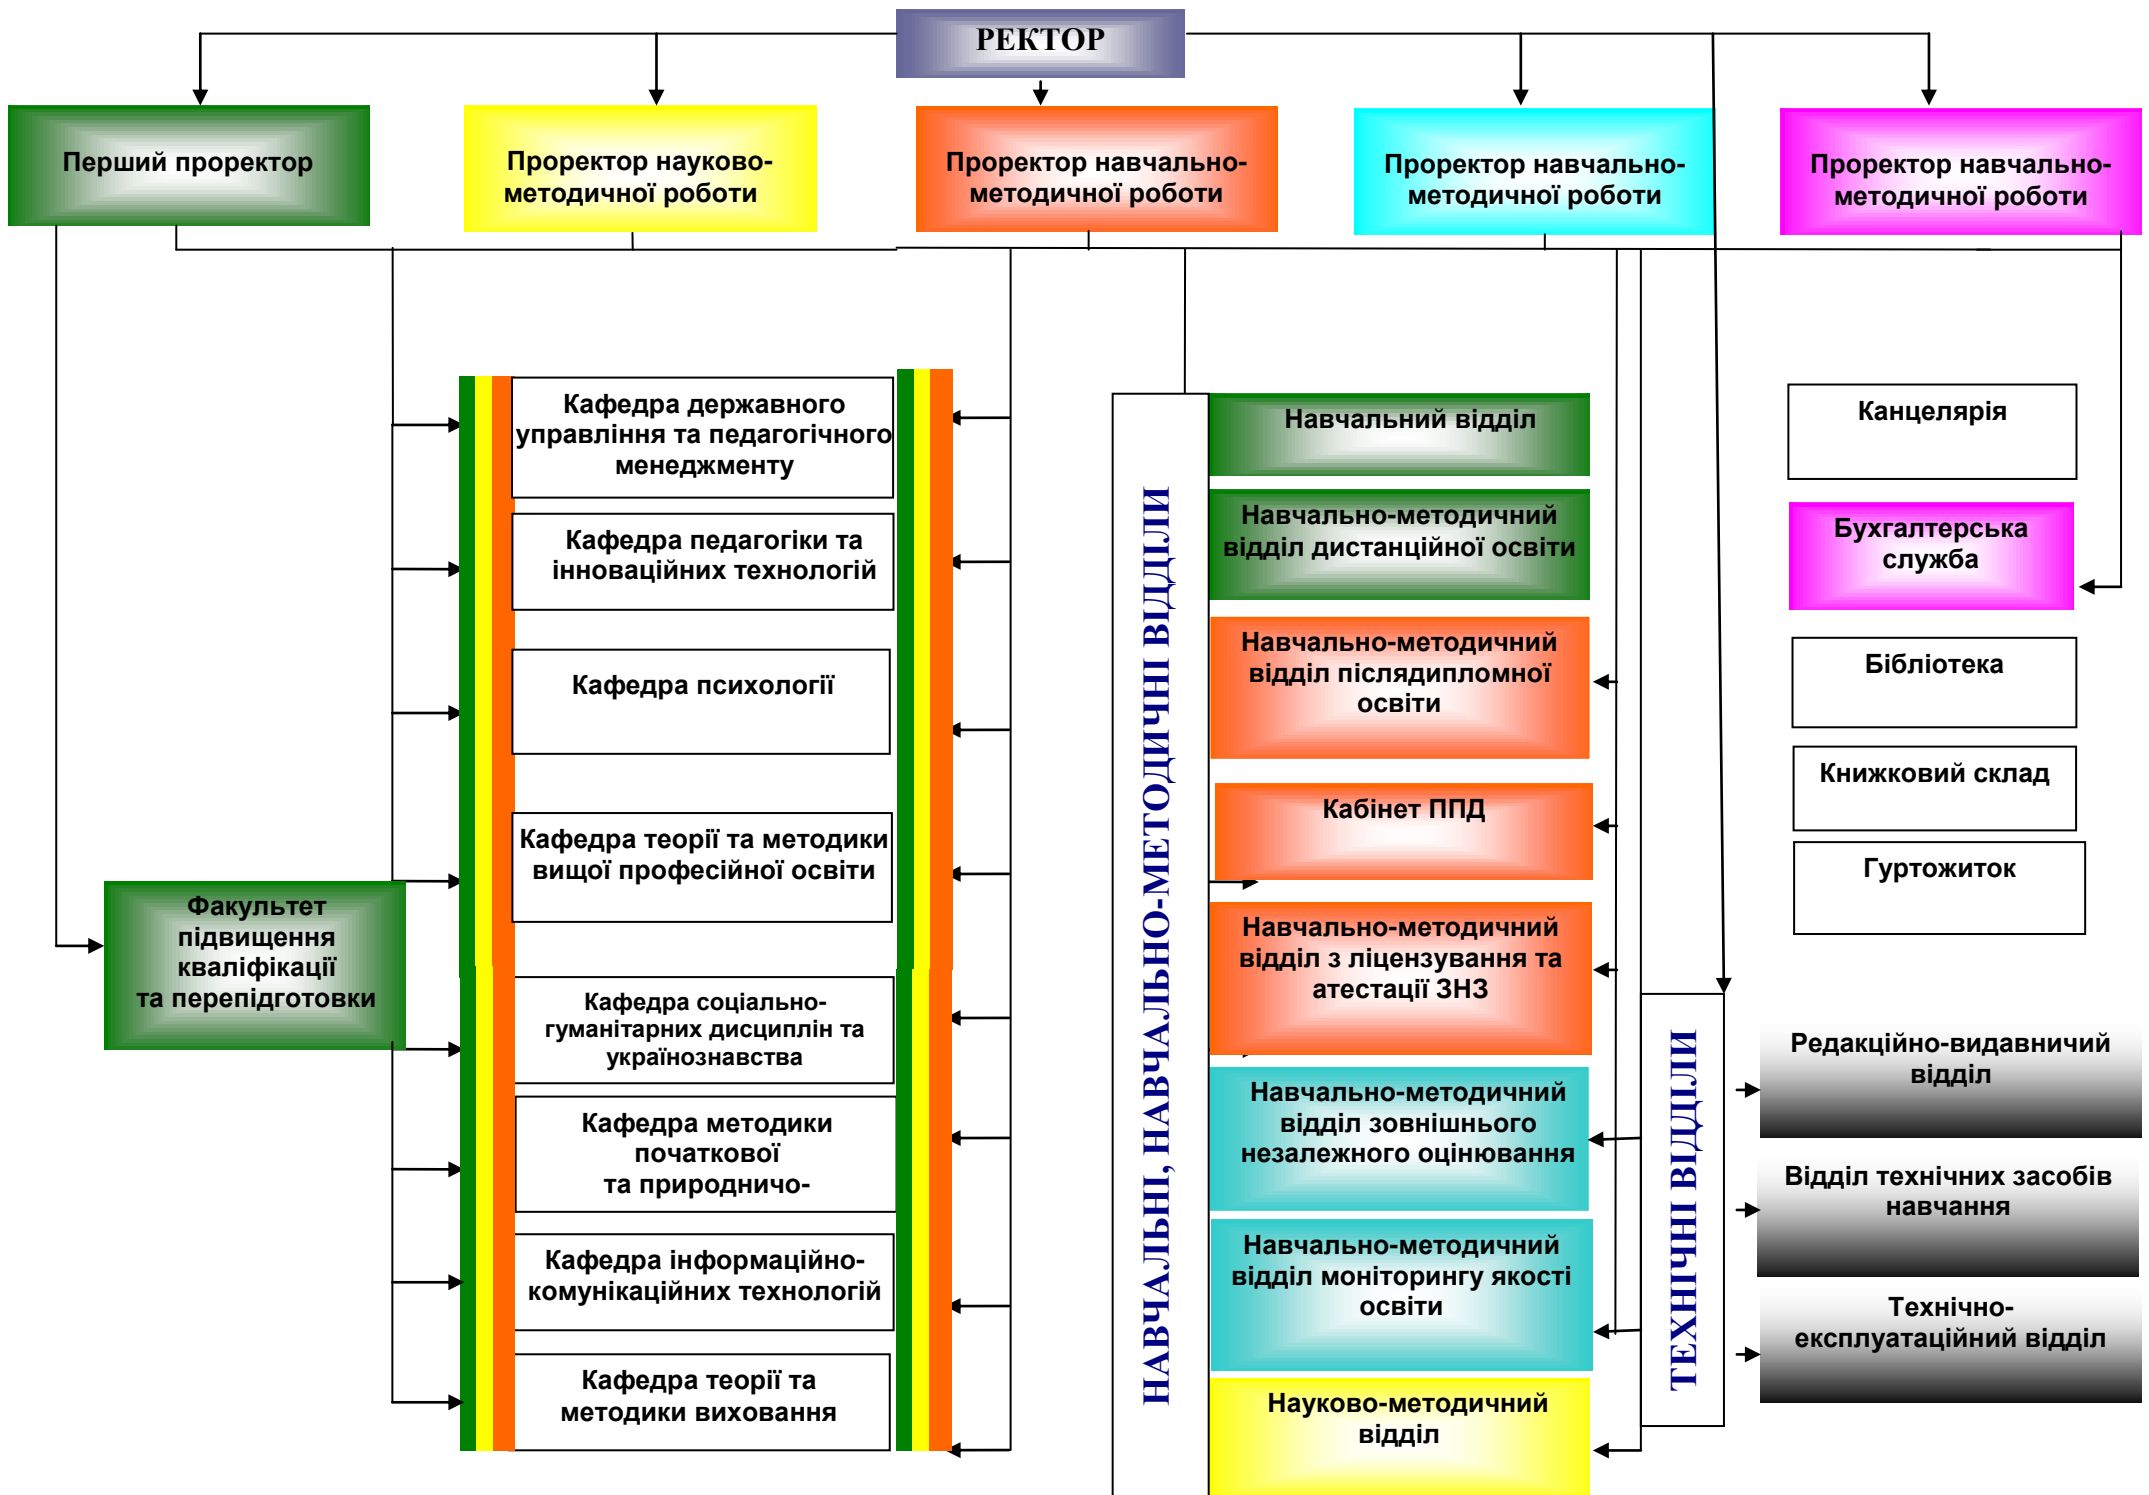 РЕКТОР
Перший проректор
Проректор науково-
методичної роботи
Проректор навчально-
методичної роботи
Проректор навчально-
методичної роботи
Проректор навчально-
методичної роботи
Факультет
підвищення
кваліфікації
та перепідготовки
Кафедра державного
управління та педагогічного
менеджменту
Кафедра педагогіки та
інноваційних технологій
Кафедра психології
Кафедра теорії та методики
вищої професійної освіти
Кафедра соціально-
гуманітарних дисциплін та
українознавства
Кафедра методики
початкової
та природничо-
Кафедра інформаційно-
комунікаційних технологій
Кафедра теорії та
методики виховання
НАВЧАЛЬНІ, НАВЧАЛЬНО-МЕТОДИЧНІ ВІДДІЛИ
Навчальний відділ
Навчально-методичний
відділ дистанційної освіти
Навчально-методичний
відділ післядипломної
освіти
Кабінет ППД
Навчально-методичний
відділ з ліцензування та
атестації ЗНЗ
Навчально-методичний
відділ зовнішнього
незалежного оцінювання
Навчально-методичний
відділ моніторингу якості
освіти
Науково-методичний
відділ
ТЕХНІЧНІ ВІДДІЛИ
Канцелярія
Бухгалтерська
служба
Бібліотека
Книжковий склад
Гуртожиток
Редакційно-видавничий
відділ
Відділ технічних засобів
навчання
Технічно-
експлуатаційний відділ